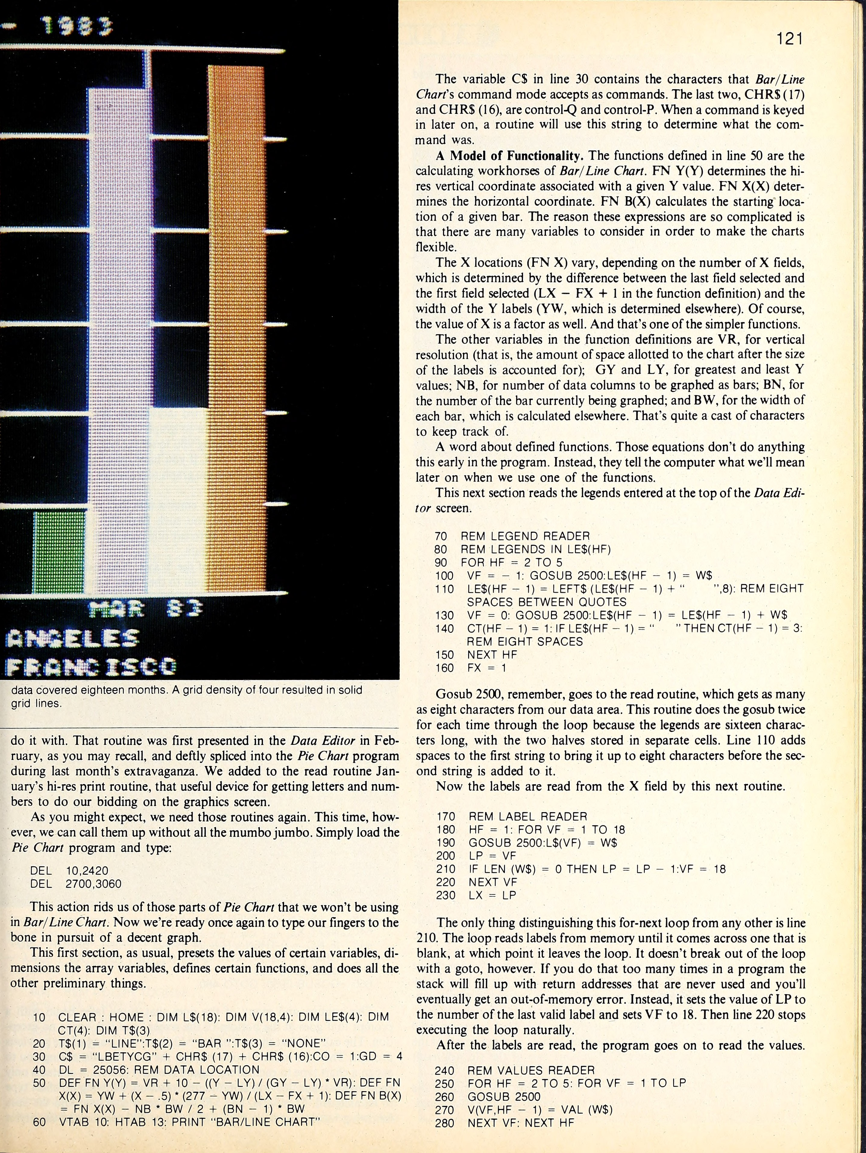 - 1983
MAR 83
ANGELES
FRANCISCO
data covered eighteen months. A grid density of four resulted in solid
grid lines.
do it with. That routine was first presented in the Data Editor in Feb-
ruary, as you may recall, and deftly spliced into the Pie Chart program
during last month's extravaganza. We added to the read routine Jan-
uary's hi-res print routine, that useful device for getting letters and num-
bers to do our bidding on the graphics screen.
As you might expect, we need those routines again. This time, how-
ever, we can call them up without all the mumbo jumbo. Simply load the
Pie Chart program and type:
DEL 10,2420
DEL 2700,3060
This action rids us of those parts of Pie Chart that we won't be using
in Bar/Line Chart. Now we're ready once again to type our fingers to the
bone in pursuit of a decent graph.
This first section, as usual, presets the values of certain variables, di-
mensions the array variables, defines certain functions, and does all the
other preliminary things.
10 CLEAR : HOME : DIM L$(18): DIM V(18,4): DIM LE$(4): DIM
CT(4): DIM T$(3)
20 T$(1) = "LINE":T$(2) = "BAR ":T$(3) = "NONE"
30 C$ = "LBETYCG" + CHR$ (17) + CHR$ (16):CO = 1:GD = 4
40 DL = 25056: REM DATA LOCATION
50 DEF FN Y(Y) = VR + 10 – ((Y – LY) / (GY – LY) * VR): DEF FN
X(X) = YW + (X – .5) * (277 – YW) / (LX – FX + 1): DEF FN B(X)
= FN X(X) – NB * BW / 2 + (BN – 1) * BW
60 VTAB 10: HTAB 13: PRINT "BAR/LINE CHART"
121
The variable C$ in line 30 contains the characters that Bar/Line
Chart's command mode accepts as commands. The last two, CHR$ (17)
and CHR$ (16), are control-Q and control-P. When a command is keyed
in later on, a routine will use this string to determine what the com-
mand was.
A Model of Functionality. The functions defined in line 50 are the
calculating workhorses of Bar/Line Chart. FN Y(Y) determines the hi-
res vertical coordinate associated with a given Y value. FN X(X) deter-
mines the horizontal coordinate. FN B(X) calculates the starting loca-
tion of a given bar. The reason these expressions are so complicated is
that there are many variables to consider in order to make the charts
flexible.
The X locations (FN X) vary, depending on the number of X fields,
which is determined by the difference between the last field selected and
the first field selected (LX – FX + 1 in the function definition) and the
width of the Y labels (YW, which is determined elsewhere). Of course,
the value of X is a factor as well. And that's one of the simpler functions.
The other variables in the function definitions are VR, for vertical
resolution (that is, the amount of space allotted to the chart after the size
of the labels is accounted for); GY and LY, for greatest and least Y
values; NB, for number of data columns to be graphed as bars; BN, for
the number of the bar currently being graphed; and BW, for the width of
each bar, which is calculated elsewhere. That's quite a cast of characters
to keep track of.
A word about defined functions. Those equations don't do anything
this early in the program. Instead, they tell the computer what we'll mean
later on when we use one of the functions.
This next section reads the legends entered at the top of the Data Edi-
tor screen.
70 REM LEGEND READER
80 REM LEGENDS IN LE$(HF)
90 FOR HF = 2 TO 5
100 VF = – 1: GOSUB 2500:LE$(HF – 1) = W$
110 LE$(HF – 1) = LEFT$ (LE$(HF – 1) + "        ",8): REM EIGHT
SPACES BETWEEN QUOTES
130 VF = 0: GOSUB 2500:LE$(HF – 1) = LE$(HF – 1) + W$
140 CT(HF – 1) = 1: IF LE$(HF – 1) = "        " THEN CT(HF – 1) = 3:
REM EIGHT SPACES
150 NEXT HF
160 FX = 1
Gosub 2500, remember, goes to the read routine, which gets as many
as eight characters from our data area. This routine does the gosub twice
for each time through the loop because the legends are sixteen charac-
ters long, with the two halves stored in separate cells. Line 110 adds
spaces to the first string to bring it up to eight characters before the sec-
ond string is added to it.
Now the labels are read from the X field by this next routine.
170 REM LABEL READER
180 HF = 1: FOR VF = 1 TO 18
190 GOSUB 2500:L$(VF) = W$
200 LP = VF
210 IF LEN (W$) = 0 THEN LP = LP – 1:VF = 18
220 NEXT VF
230 LX = LP
The only thing distinguishing this for-next loop from any other is line
210. The loop reads labels from memory until it comes across one that is
blank, at which point it leaves the loop. It doesn't break out of the loop
with a goto, however. If you do that too many times in a program the
stack will fill up with return addresses that are never used and you'll
eventually get an out-of-memory error. Instead, it sets the value of LP to
the number of the last valid label and sets VF to 18. Then line 220 stops
executing the loop naturally.
After the labels are read, the program goes on to read the values.
240 REM VALUES READER
250 FOR HF = 2 TO 5: FOR VF = 1 TO LP
260 GOSUB 2500
270 V(VF,HF – 1) = VAL (W$)
280 NEXT VF: NEXT HF